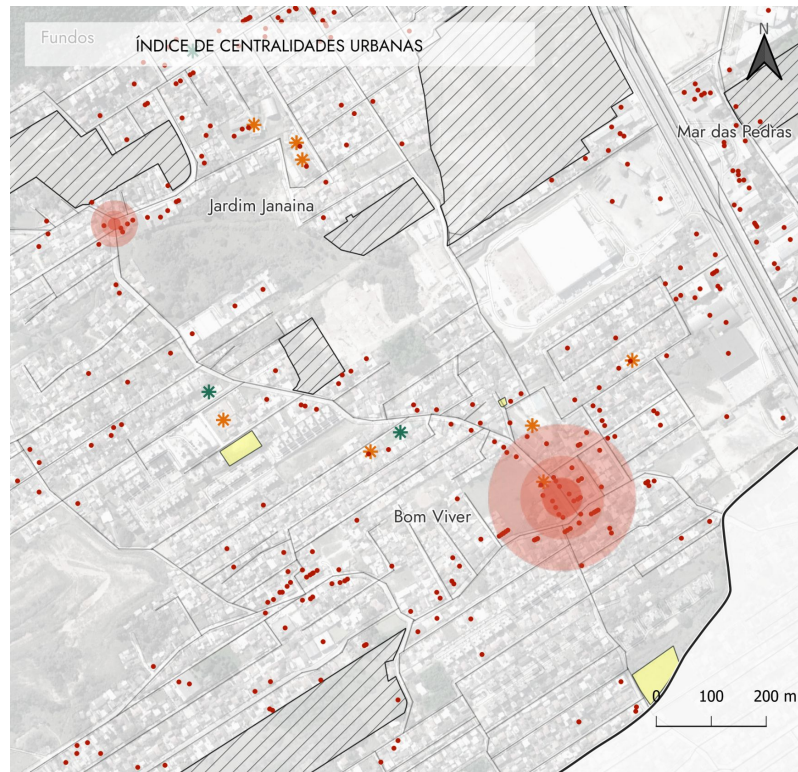 Fundos
ÍNDICE DE CENTRALIDADES URBANAS
N
Mar das Pedras
Jardim Janaina
Bom Viver
0 100 200 m